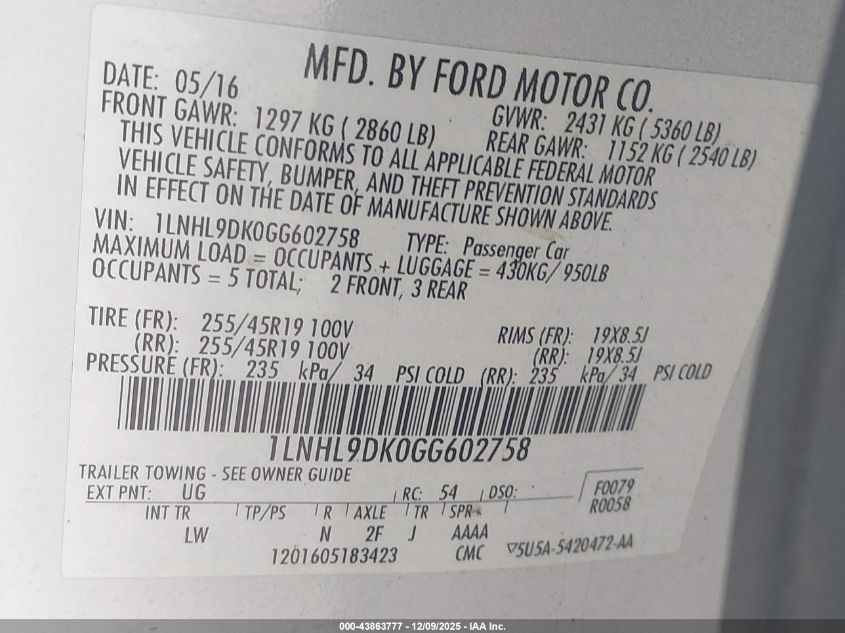 MFD. BY FORD MOTOR CO.
DATE: 05/16 GVWR: 2431 KG ( 5360 LB)
FRONT GAWR: 1297 KG ( 2860 LB) REAR GAWR: 1152 KG ( 2540 LB)
THIS VEHICLE CONFORMS TO ALL APPLICABLE FEDERAL MOTOR
VEHICLE SAFETY, BUMPER, AND THEFT PREVENTION STANDARDS
IN EFFECT ON THE DATE OF MANUFACTURE SHOWN ABOVE.
VIN: 1LNHL9DK0GG602758 TYPE: Passenger Car
MAXIMUM LOAD = OCCUPANTS + LUGGAGE = 430KG/ 950LB
OCCUPANTS = 5 TOTAL; 2 FRONT, 3 REAR
TIRE (FR): 255/45R19 100V RIMS (FR): 19X8.5J
(RR): 255/45R19 100V (RR): 19X8.5J
PRESSURE (FR): 235 kPa/ 34 PSI COLD (RR): 235 kPa/ 34 PSI COLD
1LNHL9DK0GG602758
TRAILER TOWING - SEE OWNER GUIDE
EXT PNT: UG RC: 54 DSO: F0079
R0058
INT TR TP/PS R AXLE TR SPR
LW N 2F J AAAA
1201605183423 CMC ▽5U5A-5420472-AA
000-43863777 - 12/09/2025 - IAA Inc.